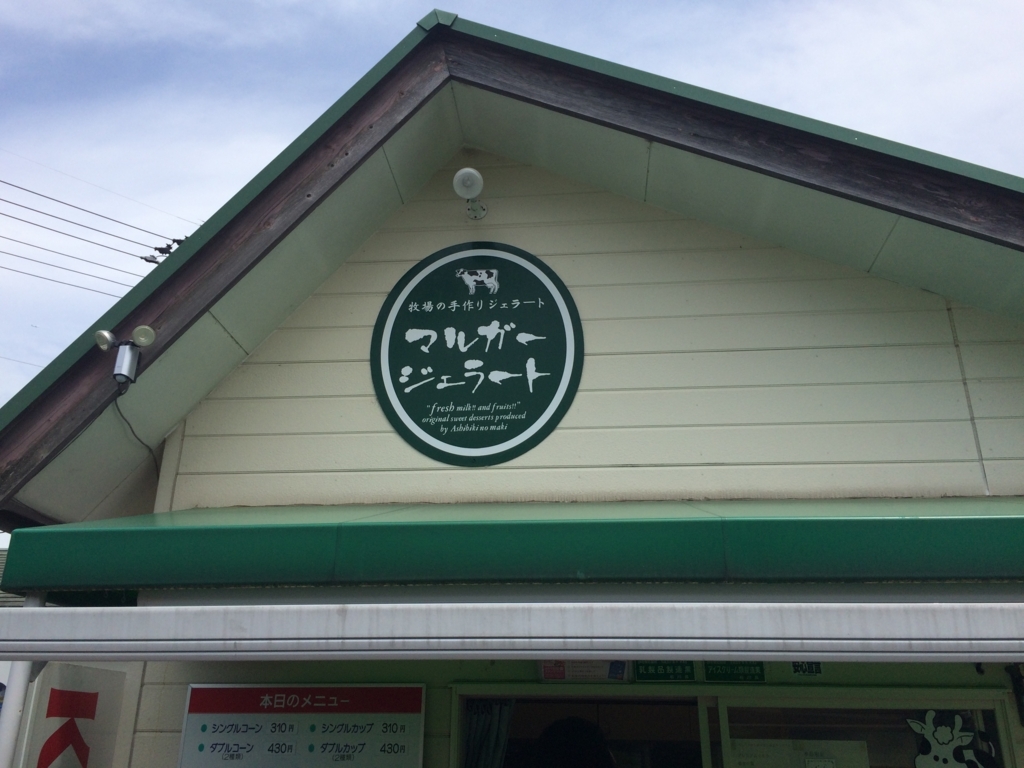 牧場の手作りジェラート
マルガー
ジェラート
"fresh milk!! and fruits!!"
original sweet desserts produced
by Ashibiki no maki
本日のメニュー
シングルコーン 310円 シングルカップ 310円
ダブルコーン 430円 ダブルカップ 430円